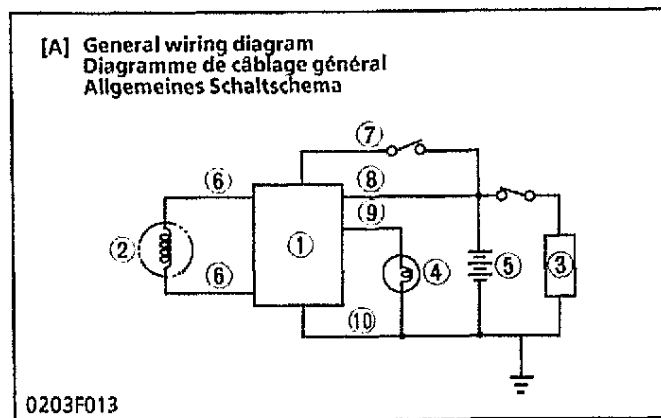 [A] General wiring diagram
Diagramme de câblage général
Allgemeines Schaltschema
⑦
⑥ ⑧
⑨
② ① ④ ⑤ ③
⑥
⑩
0203F013